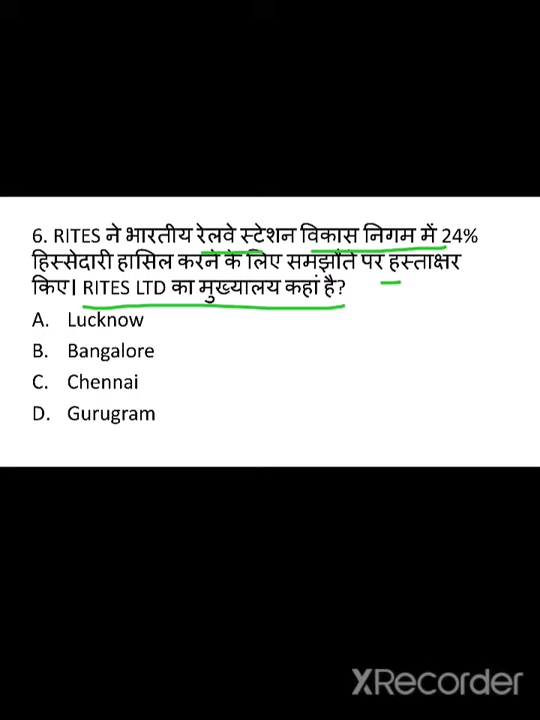 6. RITES ने भारतीय रेलवे स्टेशन विकास निगम में 24%
हिस्सेदारी हासिल करने के लिए समझौते पर हस्ताक्षर
किए। RITES LTD का मुख्यालय कहां है?
A. Lucknow
B. Bangalore
C. Chennai
D. Gurugram
XRecorder